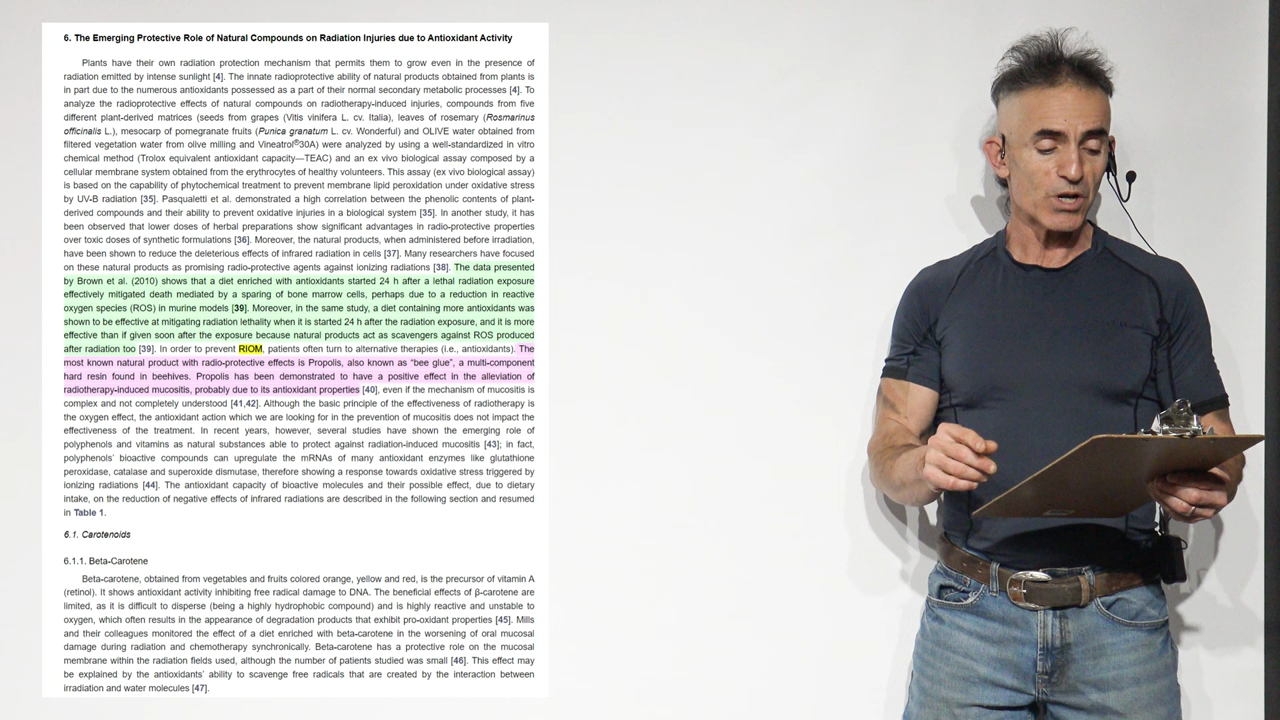 6. The Emerging Protective Role of Natural Compounds on Radiation Injuries due to Antioxidant Activity
Plants have their own radiation protection mechanism that permits them to grow even in the presence of
radiation emitted by intense sunlight [4]. The innate radioprotective ability of natural products obtained from plants is
in part due to the numerous antioxidants possessed as a part of their normal secondary metabolic processes [4]. To
analyze the radioprotective effects of natural compounds on radiotherapy-induced injuries, compounds from five
different plant-derived matrices (seeds from grapes (Vitis vinifera L. cv. Italia), leaves of rosemary (Rosmarinus
officinalis L.), mesocarp of pomegranate fruits (Punica granatum L. cv. Wonderful) and OLIVE water obtained from
filtered vegetation water from olive milling and Vineatrol®30A) were analyzed by using a well-standardized in vitro
chemical method (Trolox equivalent antioxidant capacity—TEAC) and an ex vivo biological assay composed by a
cellular membrane system obtained from the erythrocytes of healthy volunteers. This assay (ex vivo biological assay)
is based on the capability of phytochemical treatment to prevent membrane lipid peroxidation under oxidative stress
by UV-B radiation [35]. Pasqualetti et al. demonstrated a high correlation between the phenolic contents of plant-
derived compounds and their ability to prevent oxidative injuries in a biological system [35]. In another study, it has
been observed that lower doses of herbal preparations show significant advantages in radio-protective properties
over toxic doses of synthetic formulations [36]. Moreover, the natural products, when administered before irradiation,
have been shown to reduce the deleterious effects of infrared radiation in cells [37]. Many researchers have focused
on these natural products as promising radio-protective agents against ionizing radiations [38]. The data presented
by Brown et al. (2010) shows that a diet enriched with antioxidants started 24 h after a lethal radiation exposure
effectively mitigated death mediated by a sparing of bone marrow cells, perhaps due to a reduction in reactive
oxygen species (ROS) in murine models [39]. Moreover, in the same study, a diet containing more antioxidants was
shown to be effective at mitigating radiation lethality when it is started 24 h after the radiation exposure, and it is more
effective than if given soon after the exposure because natural products act as scavengers against ROS produced
after radiation too [39]. In order to prevent RIOM, patients often turn to alternative therapies (i.e., antioxidants). The
most known natural product with radio-protective effects is Propolis, also known as “bee glue”, a multi-component
hard resin found in beehives. Propolis has been demonstrated to have a positive effect in the alleviation of
radiotherapy-induced mucositis, probably due to its antioxidant properties [40], even if the mechanism of mucositis is
complex and not completely understood [41,42]. Although the basic principle of the effectiveness of radiotherapy is
the oxygen effect, the antioxidant action which we are looking for in the prevention of mucositis does not impact the
effectiveness of the treatment. In recent years, however, several studies have shown the emerging role of
polyphenols and vitamins as natural substances able to protect against radiation-induced mucositis [43]; in fact,
polyphenols’ bioactive compounds can upregulate the mRNAs of many antioxidant enzymes like glutathione
peroxidase, catalase and superoxide dismutase, therefore showing a response towards oxidative stress triggered by
ionizing radiations [44]. The antioxidant capacity of bioactive molecules and their possible effect, due to dietary
intake, on the reduction of negative effects of infrared radiations are described in the following section and resumed
in Table 1.
6.1. Carotenoids
6.1.1. Beta-Carotene
Beta-carotene, obtained from vegetables and fruits colored orange, yellow and red, is the precursor of vitamin A
(retinol). It shows antioxidant activity inhibiting free radical damage to DNA. The beneficial effects of β-carotene are
limited, as it is difficult to disperse (being a highly hydrophobic compound) and is highly reactive and unstable to
oxygen, which often results in the appearance of degradation products that exhibit pro-oxidant properties [45]. Mills
and their colleagues monitored the effect of a diet enriched with beta-carotene in the worsening of oral mucosal
damage during radiation and chemotherapy synchronically. Beta-carotene has a protective role on the mucosal
membrane within the radiation fields used, although the number of patients studied was small [46]. This effect may
be explained by the antioxidants’ ability to scavenge free radicals that are created by the interaction between
irradiation and water molecules [47].